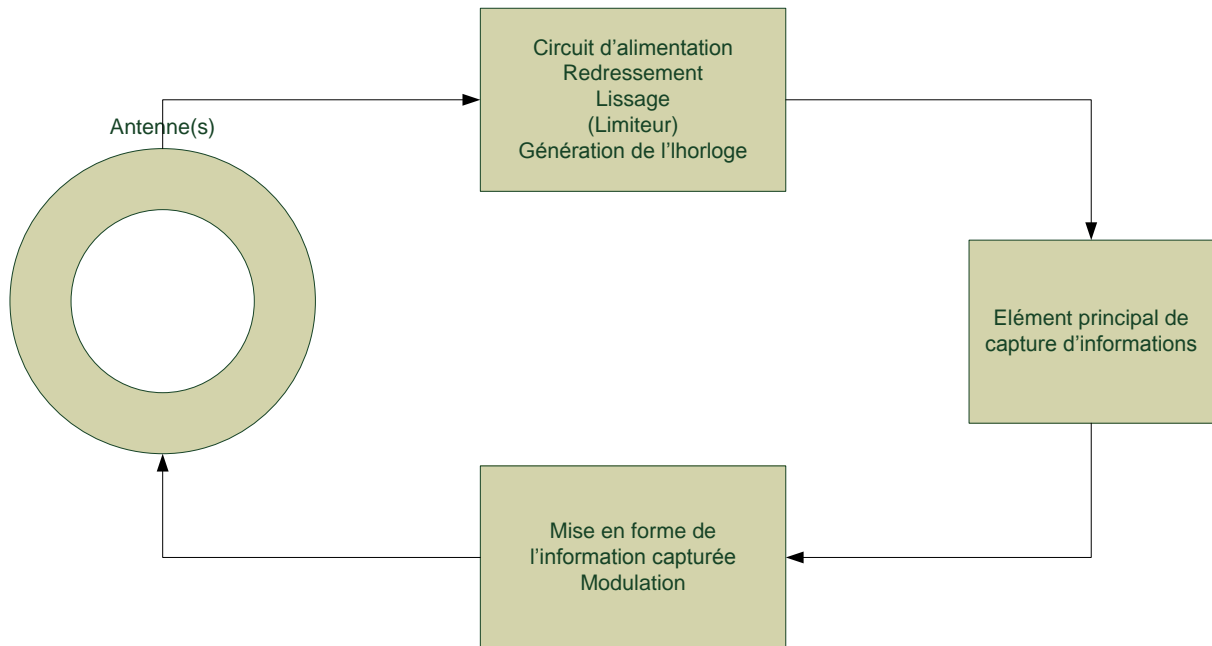 Antenne(s)
Circuit d’alimentation
Redressement
Lissage
(Limiteur)
Génération de l’lhorloge
Elément principal de
capture d’informations
Mise en forme de
l’information capturée
Modulation